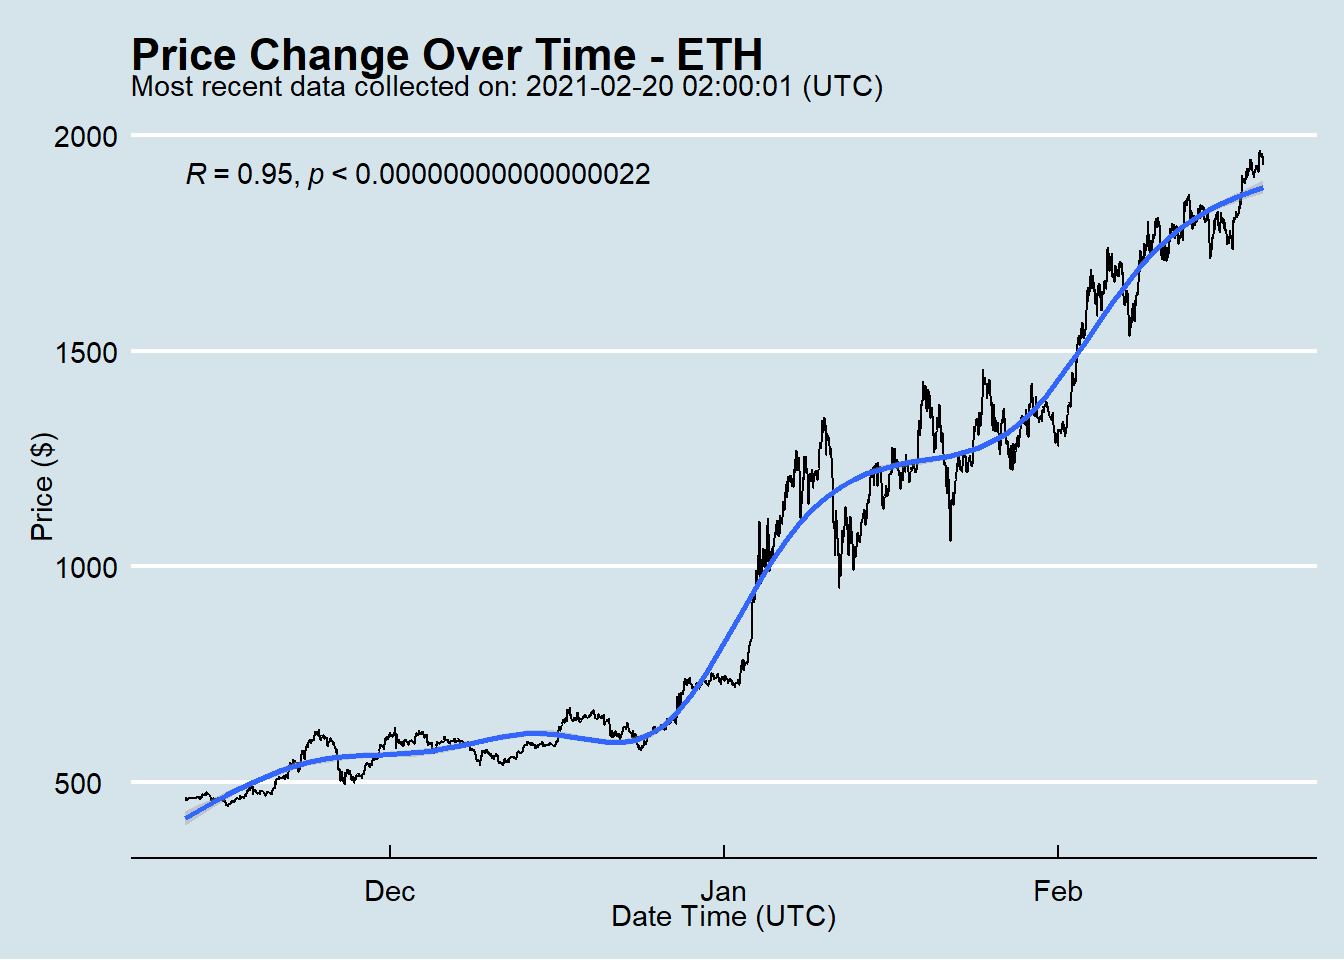 Price Change Over Time - ETH
Most recent data collected on: 2021-02-20 02:00:01 (UTC)
R = 0.95, p < 0.00000000000000022
2000
1500
1000
500
Price ($)
Dec
Jan
Feb
Date Time (UTC)